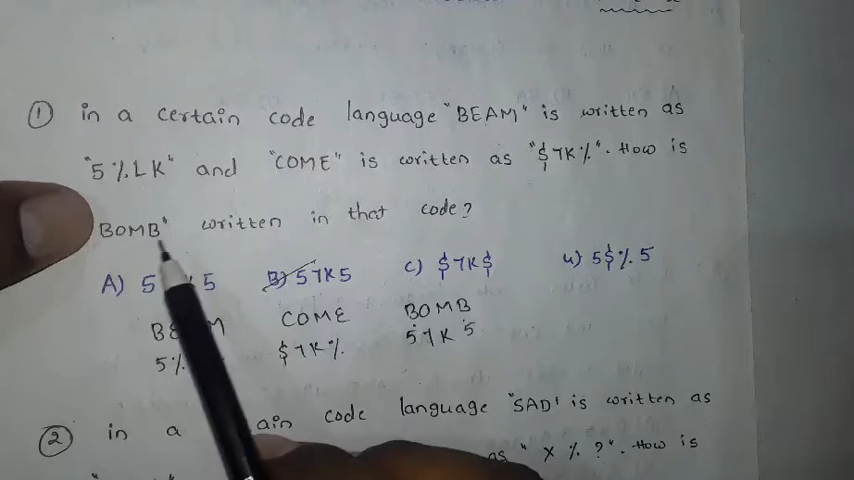 ① in a certain code language "BEAM" is written as
"5%LK" and "COME" is written as "$7K%". How is
BOMB" written in that code?
A) 5 5 B) 57K5 c) $7K$ u) 5$%5
COME BOMB
5% $7K% 57K5
② in a code language "SAD' is written as
as "X%?". How is